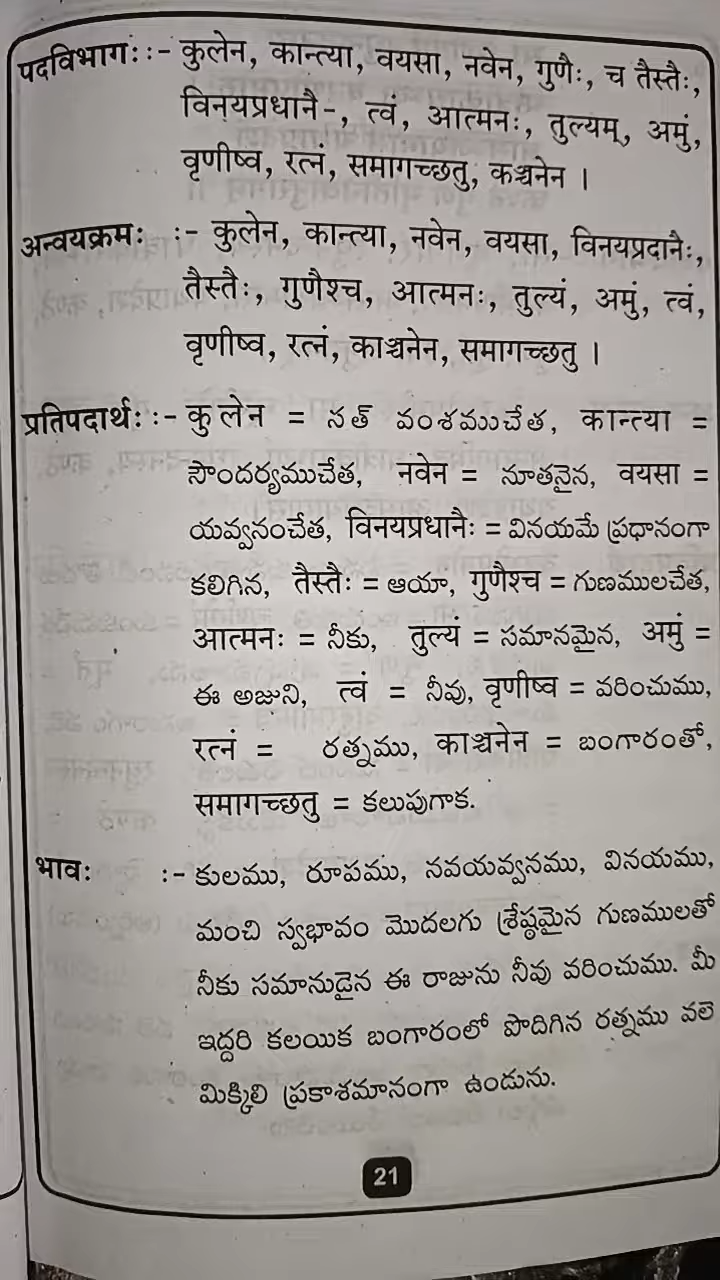 पदविभागः :- कुलेन, कान्त्या, वयसा, नवेन, गुणैः, च तैस्तैः,
विनयप्रधानै-, त्वं, आत्मनः, तुल्यम्, अमुं,
वृणीष्व, रत्नं, समागच्छतु, कञ्चनेन ।
अन्वयक्रमः :- कुलेन, कान्त्या, नवेन, वयसा, विनयप्रदानैः,
तैस्तैः, गुणैश्च, आत्मनः, तुल्यं, अमुं, त्वं,
वृणीष्व, रत्नं, काञ्चनेन, समागच्छतु ।
प्रतिपदार्थः :- कुलेन = సత్ వంశముచేత, कान्त्या =
సౌందర్యముచేత, नवेन = నూతనైన, वयसा =
యవ్వనంచేత, विनयप्रधानैः = వినయమే ప్రధానంగా
కలిగిన, तैस्तैः = ఆయా, गुणैश्च = గుణములచేత,
आत्मनः = నీకు, तुल्यं = సమానమైన, अमुं =
ఈ అజుని, त्वं = నీవు, वृणीष्व = వరించుము,
रत्नं = రత్నము, काञ्चनेन = బంగారంతో,
समागच्छतु = కలుపుగాక.
भावः :- కులము, రూపము, నవయవ్వనము, వినయము,
మంచి స్వభావం మొదలగు శ్రేష్ఠమైన గుణములతో
నీకు సమానుడైన ఈ రాజును నీవు వరించుము. మీ
ఇద్దరి కలయిక బంగారంలో పొదిగిన రత్నము వలె
మిక్కిలి ప్రకాశమానంగా ఉండును.
21